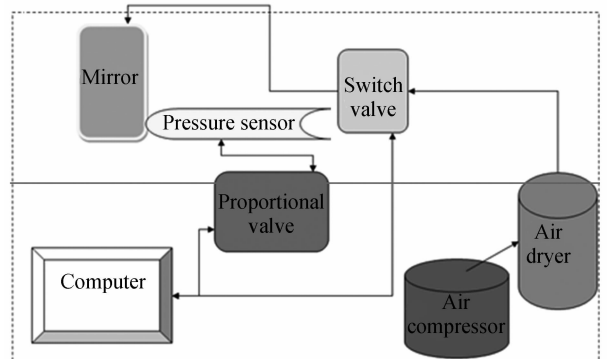 Mirror
Switch
valve
Pressure sensor
Proportional
valve
Computer
Air
dryer
Air
compressor